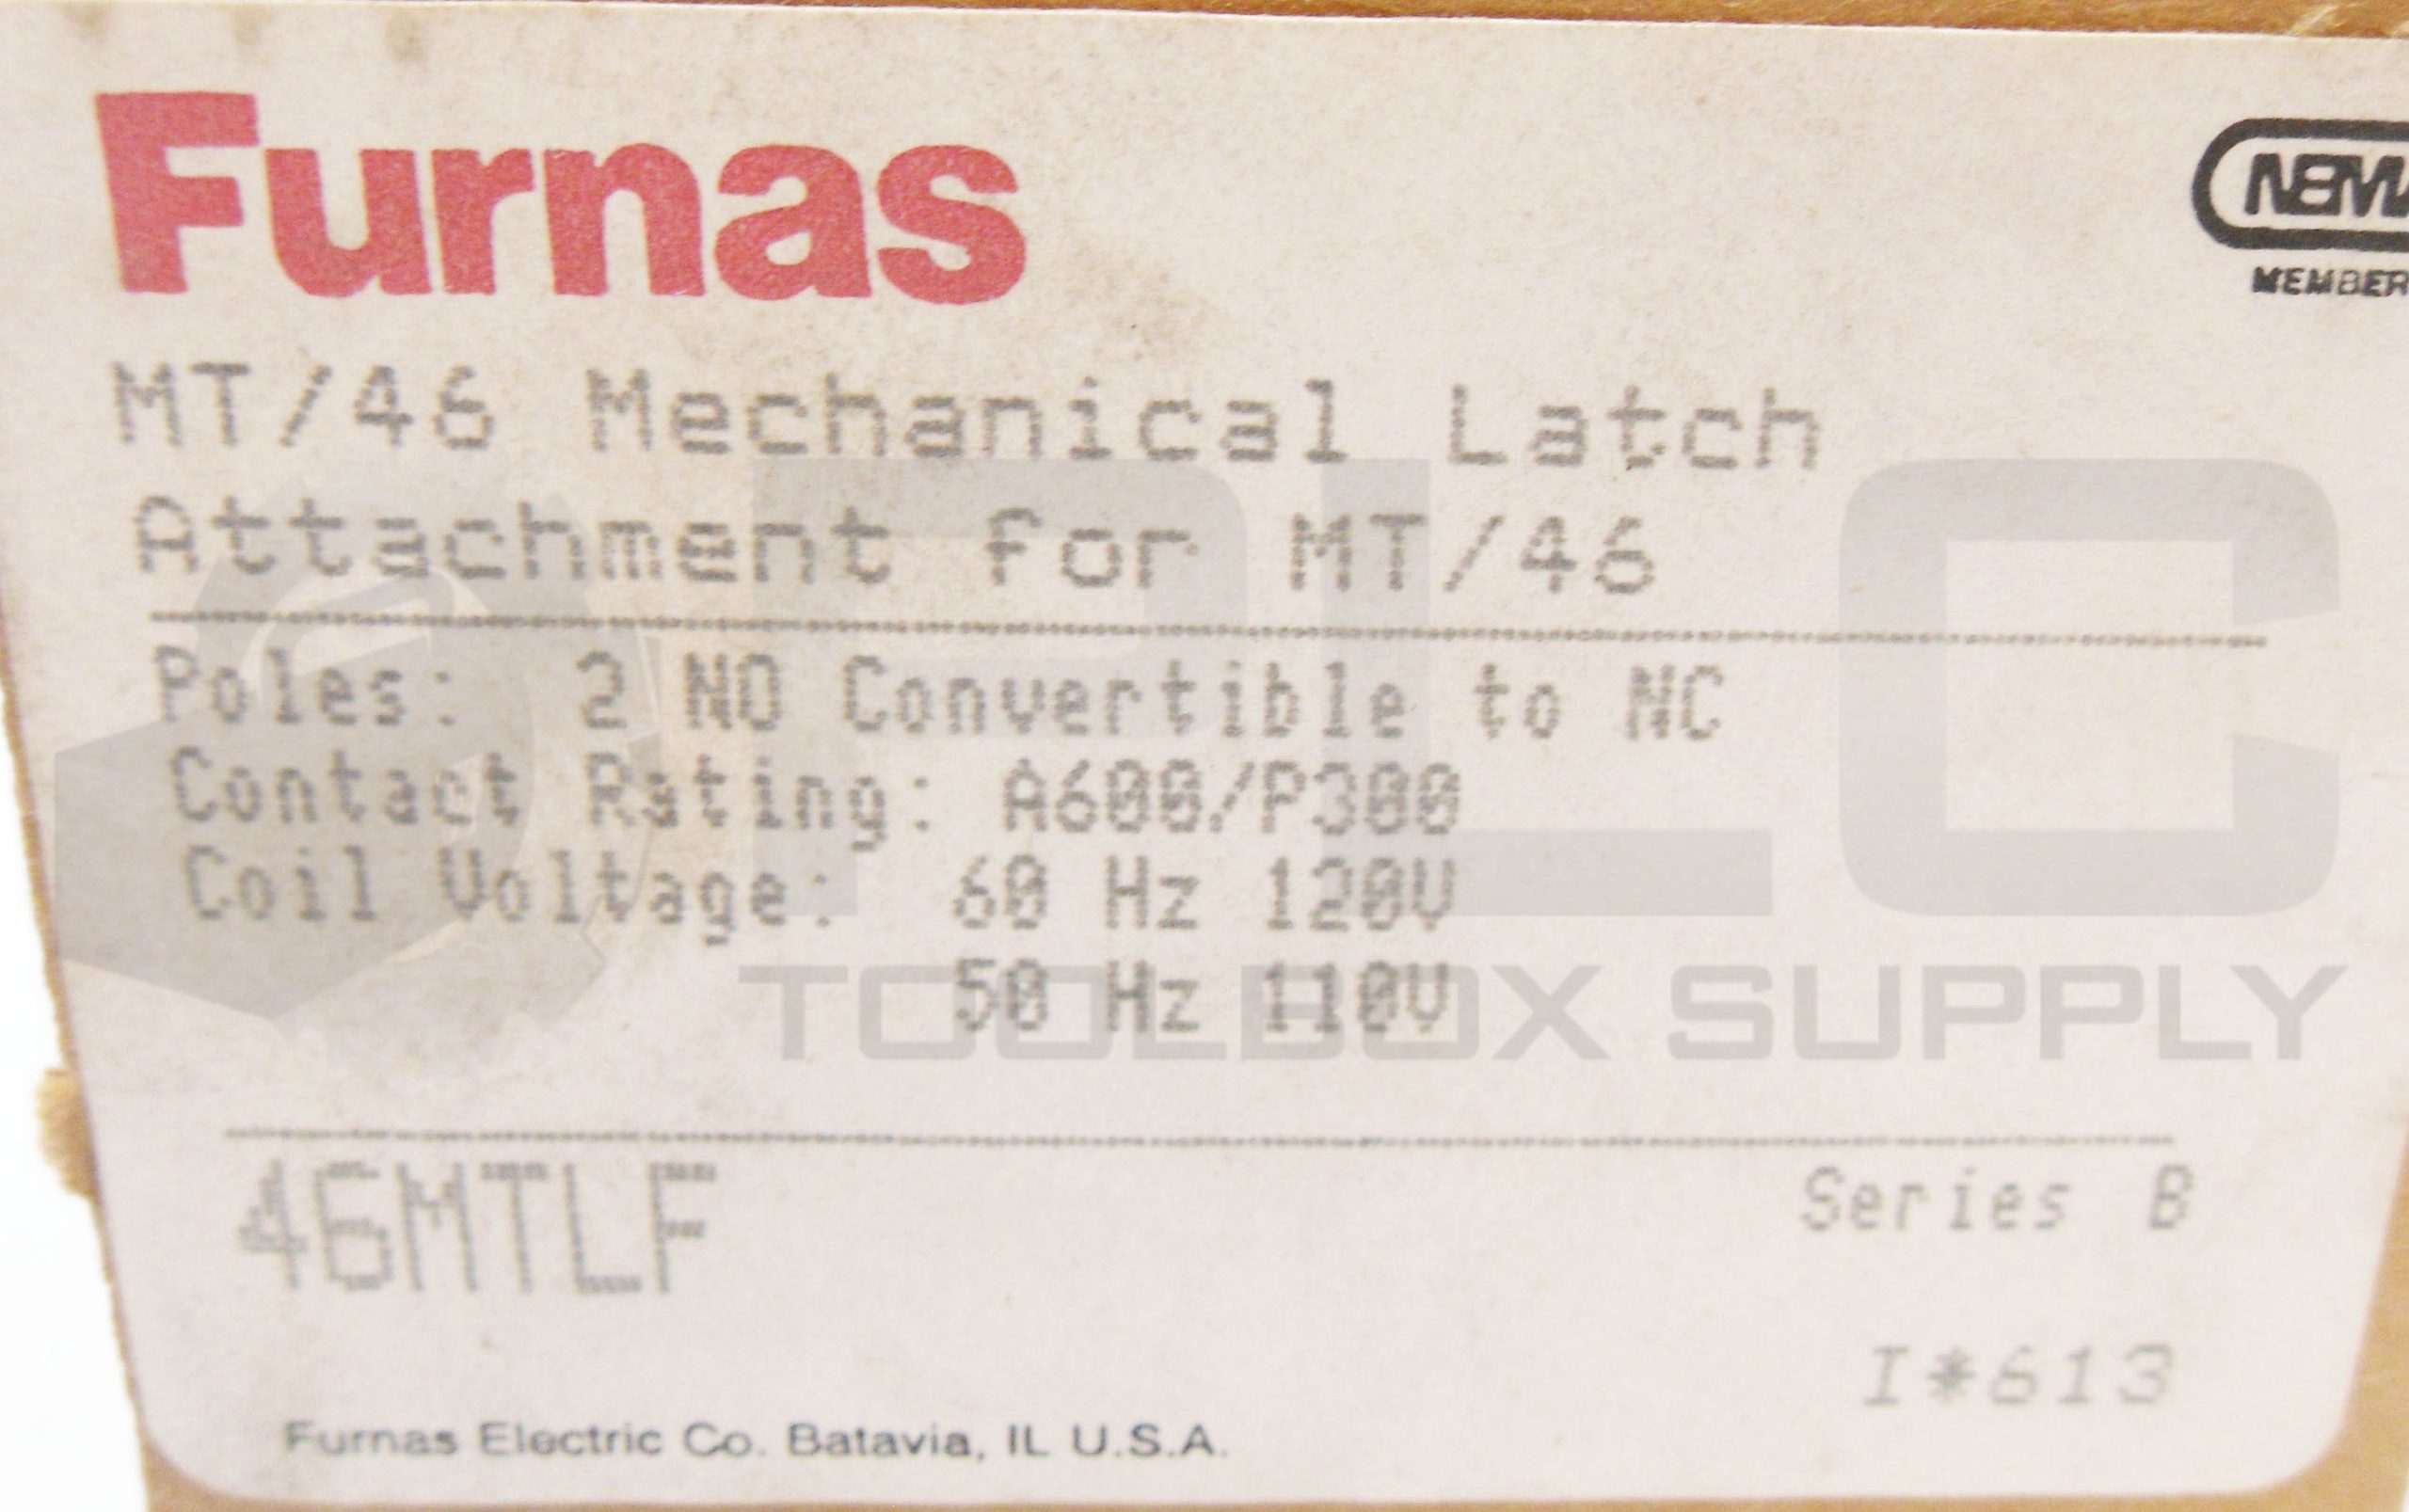 Furnas
NEMA
MEMBER
MT/46 Mechanical Latch
Attachment for MT/46
Poles: 2 NO Convertible to NC
Contact Rating: A600/P300
Coil Voltage: 60 Hz 120V
50 Hz 110V
PLC
TOOLBOX SUPPLY
46MTLF
Series B
I*613
Furnas Electric Co. Batavia, IL U.S.A.